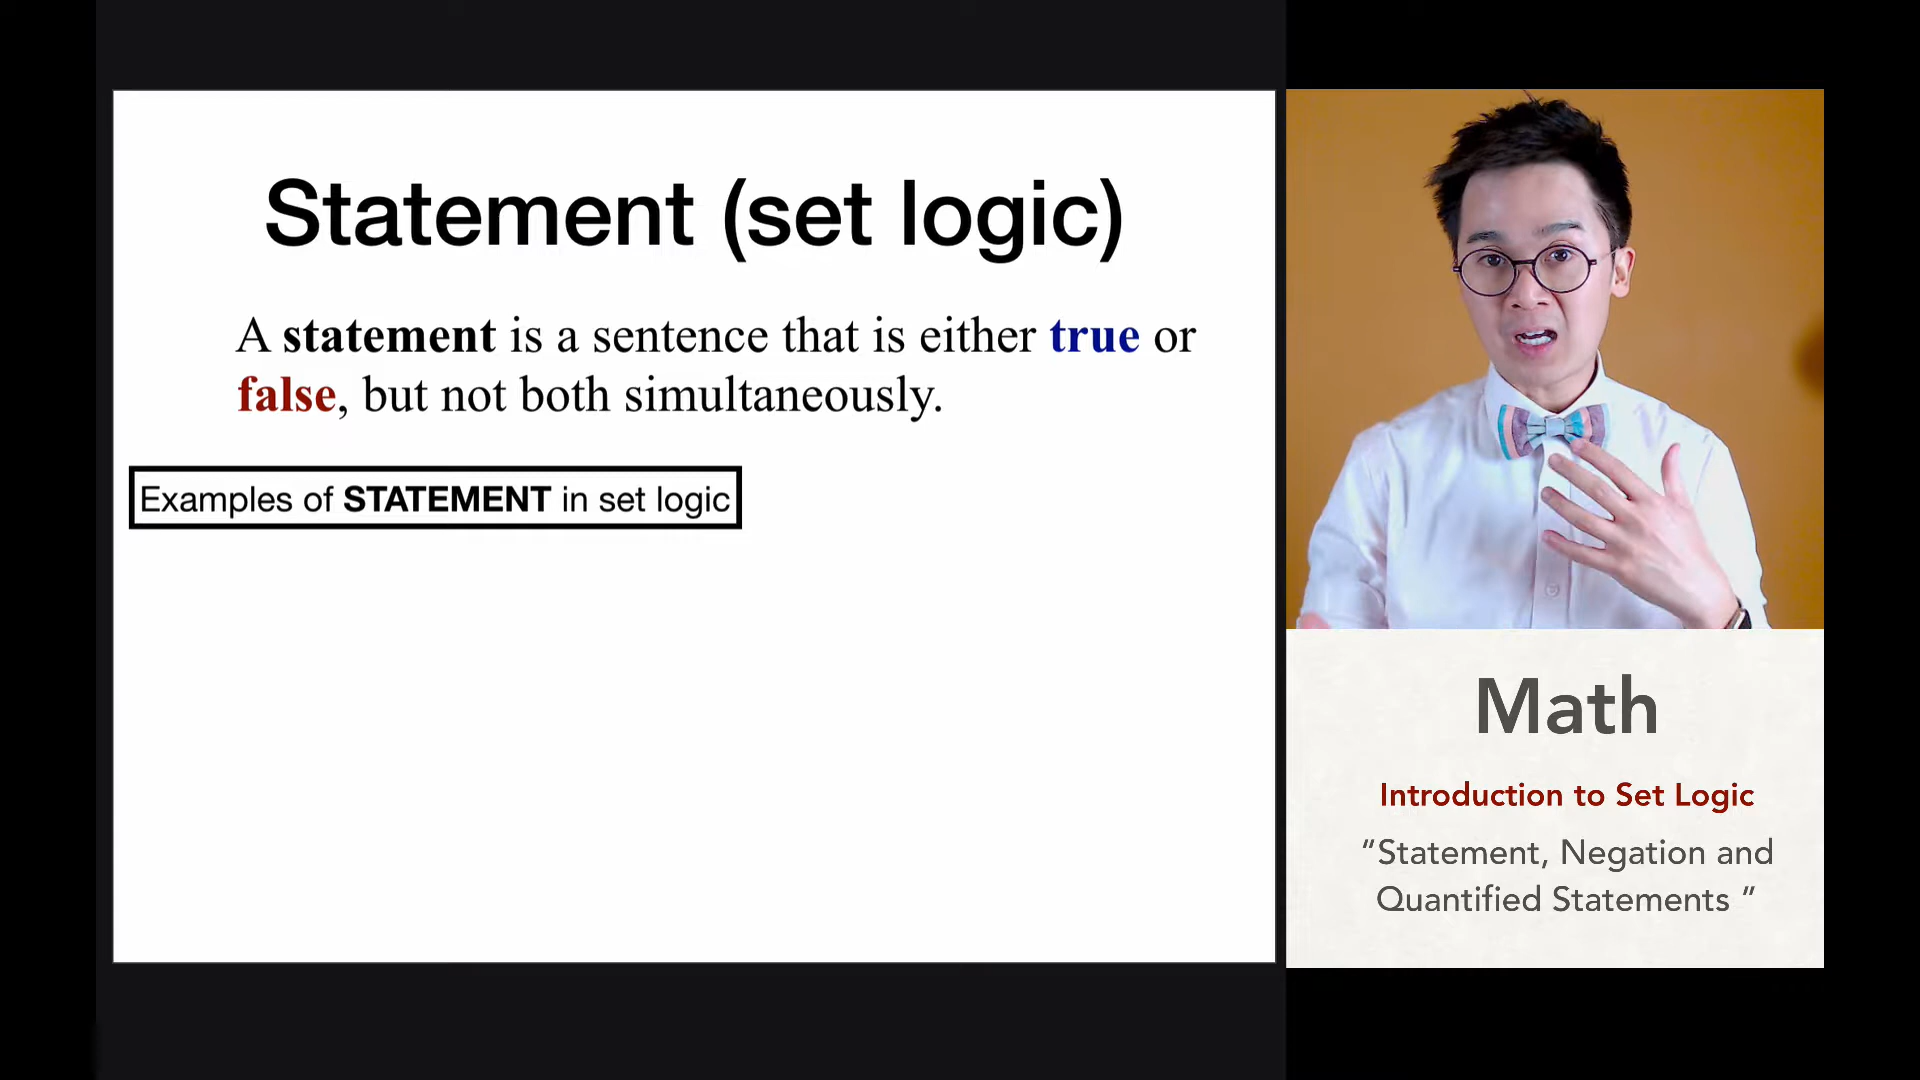 Statement (set logic)
A statement is a sentence that is either true or
false, but not both simultaneously.
Examples of STATEMENT in set logic
Math
Introduction to Set Logic
“Statement, Negation and
Quantified Statements ”